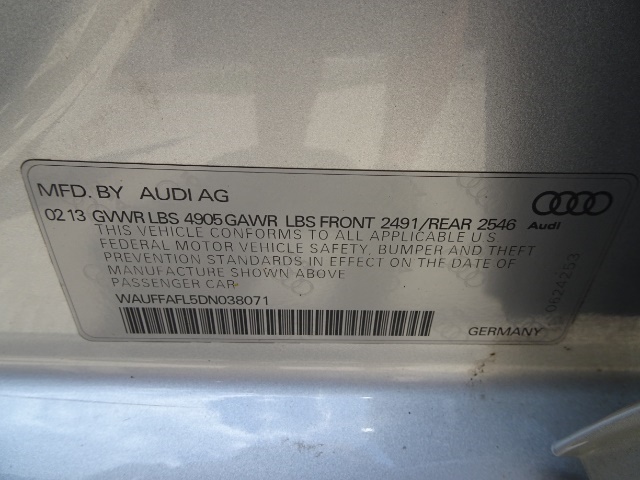 MFD. BY AUDI AG
02 13 GVWR LBS 4905 GAWR LBS FRONT 2491/REAR 2546
Audi
THIS VEHICLE CONFORMS TO ALL APPLICABLE U S
FEDERAL MOTOR VEHICLE SAFETY, BUMPER AND THEFT
PREVENTION STANDARDS IN EFFECT ON THE DATE OF
MANUFACTURE SHOWN ABOVE
PASSENGER CAR
WAUFFAFL5DN038071
GERMANY